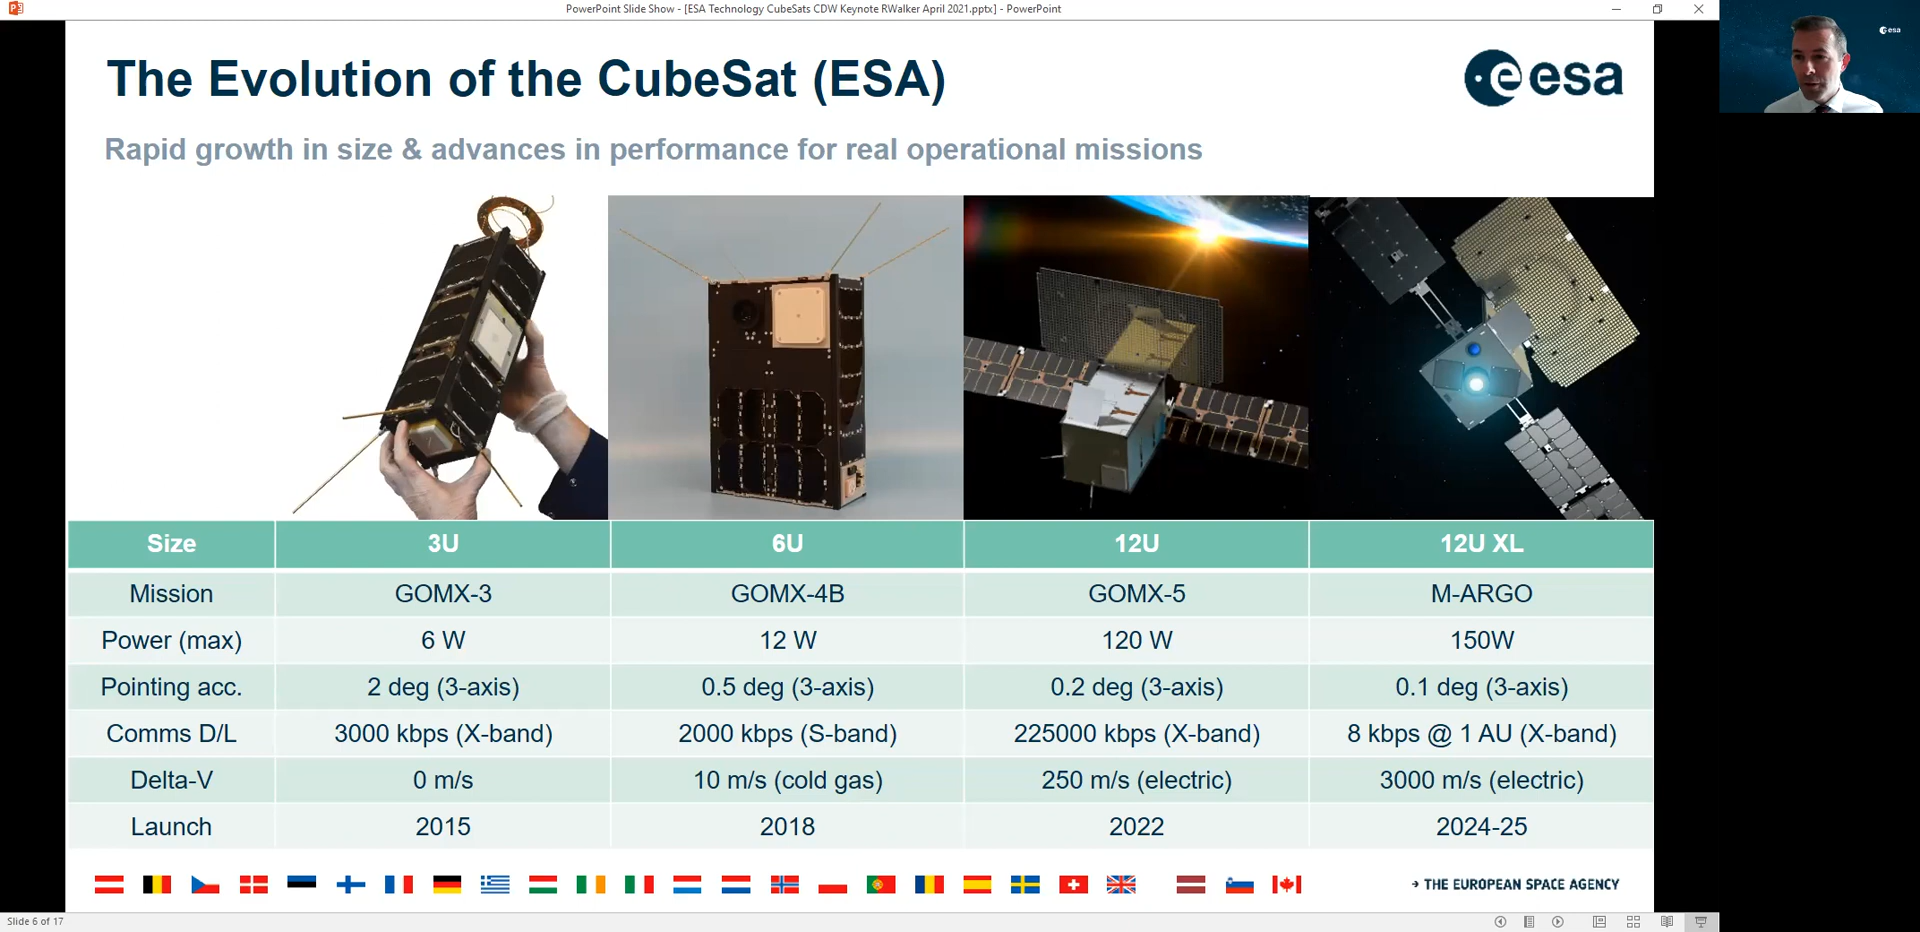 PowerPoint Slide Show - [ESA Technology CubeSats CDW Keynote RWalker April 2021.pptx] - PowerPoint
The Evolution of the CubeSat (ESA)
esa
esa
Rapid growth in size & advances in performance for real operational missions
Size 3U 6U 12U 12U XL
Mission GOMX-3 GOMX-4B GOMX-5 M-ARGO
Power (max) 6 W 12 W 120 W 150W
Pointing acc. 2 deg (3-axis) 0.5 deg (3-axis) 0.2 deg (3-axis) 0.1 deg (3-axis)
Comms D/L 3000 kbps (X-band) 2000 kbps (S-band) 225000 kbps (X-band) 8 kbps @ 1 AU (X-band)
Delta-V 0 m/s 10 m/s (cold gas) 250 m/s (electric) 3000 m/s (electric)
Launch 2015 2018 2022 2024-25
→ THE EUROPEAN SPACE AGENCY
Slide 6 of 17